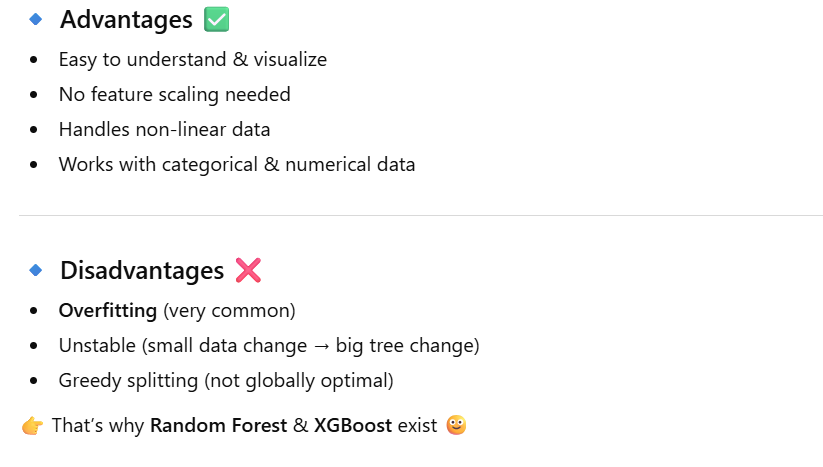 🔹 Advantages ✅
• Easy to understand & visualize
• No feature scaling needed
• Handles non-linear data
• Works with categorical & numerical data
🔹 Disadvantages ❌
• Overfitting (very common)
• Unstable (small data change → big tree change)
• Greedy splitting (not globally optimal)
👉 That’s why Random Forest & XGBoost exist 😄